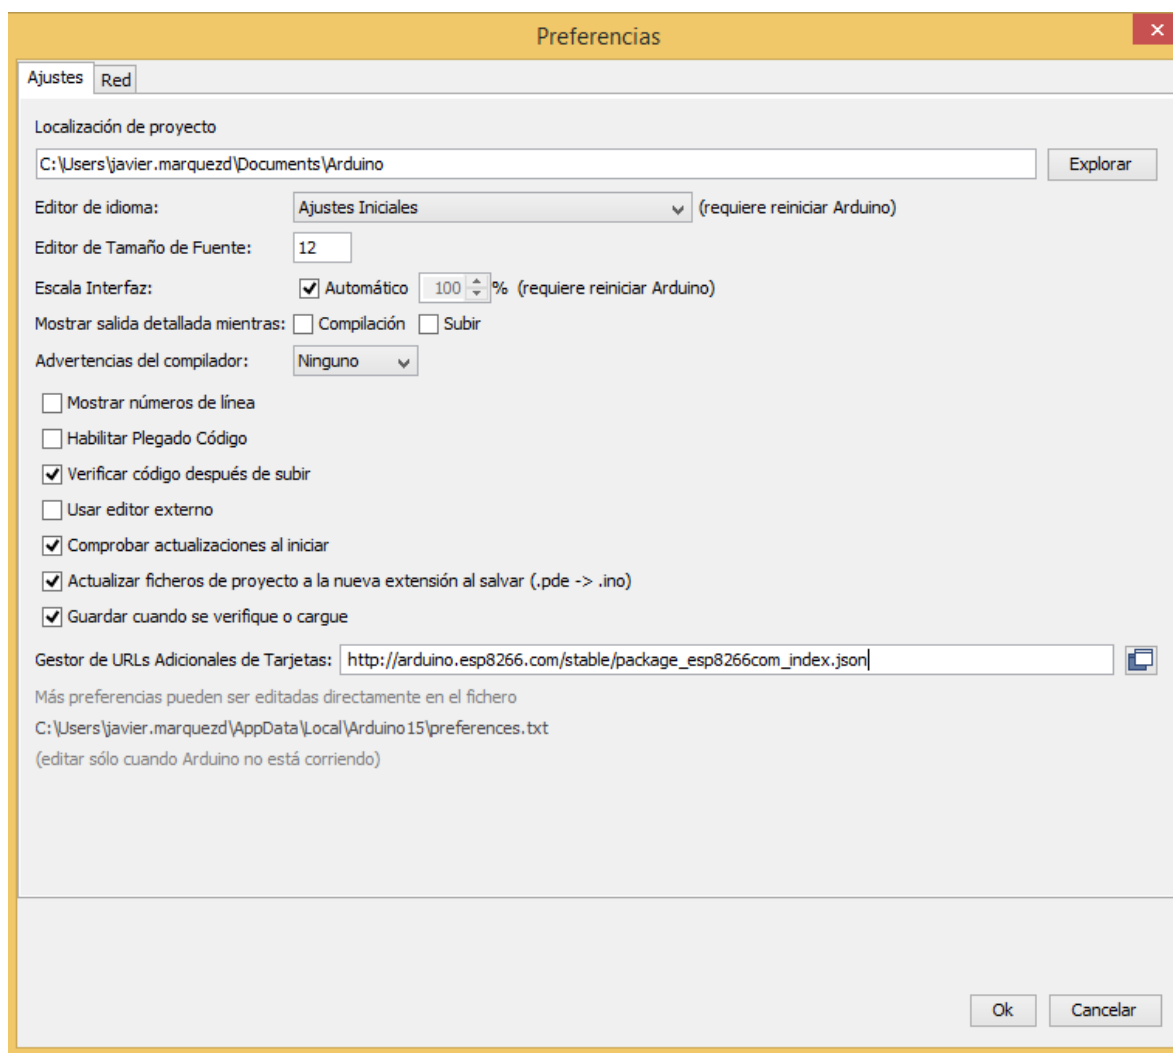 Preferencias
Ajustes Red
Localización de proyecto
C:\Users\javier.marquezd\Documents\Arduino Explorar
Editor de idioma: Ajustes Iniciales (requiere reiniciar Arduino)
Editor de Tamaño de Fuente: 12
Escala Interfaz: Automático 100 % (requiere reiniciar Arduino)
Mostrar salida detallada mientras: Compilación Subir
Advertencias del compilador: Ninguno
Mostrar números de línea
Habilitar Plegado Código
Verificar código después de subir
Usar editor externo
Comprobar actualizaciones al iniciar
Actualizar ficheros de proyecto a la nueva extensión al salvar (.pde -> .ino)
Guardar cuando se verifique o cargue
Gestor de URLs Adicionales de Tarjetas: http://arduino.esp8266.com/stable/package_esp8266com_index.json
Más preferencias pueden ser editadas directamente en el fichero
C:\Users\javier.marquezd\AppData\Local\Arduino15\preferences.txt
(editar sólo cuando Arduino no está corriendo)
Ok Cancelar